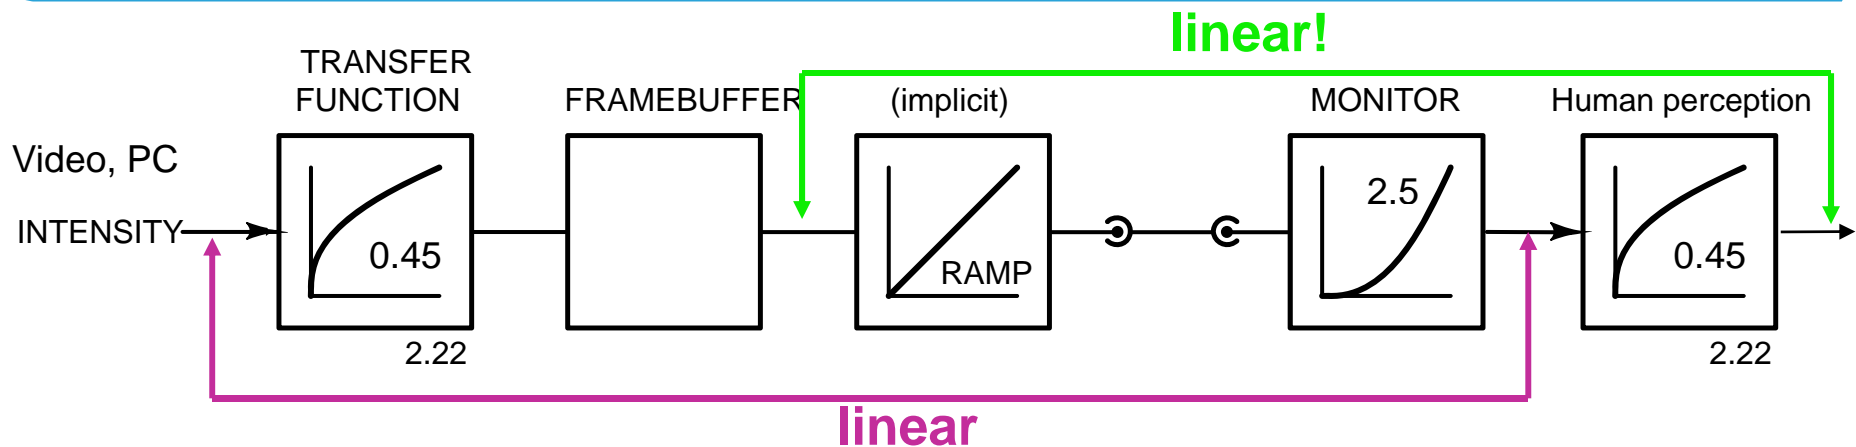 linear!
TRANSFER
FUNCTION
FRAMEBUFFER
(implicit)
MONITOR
Human perception
Video, PC
INTENSITY
0.45
RAMP
2.5
0.45
2.22
2.22
linear